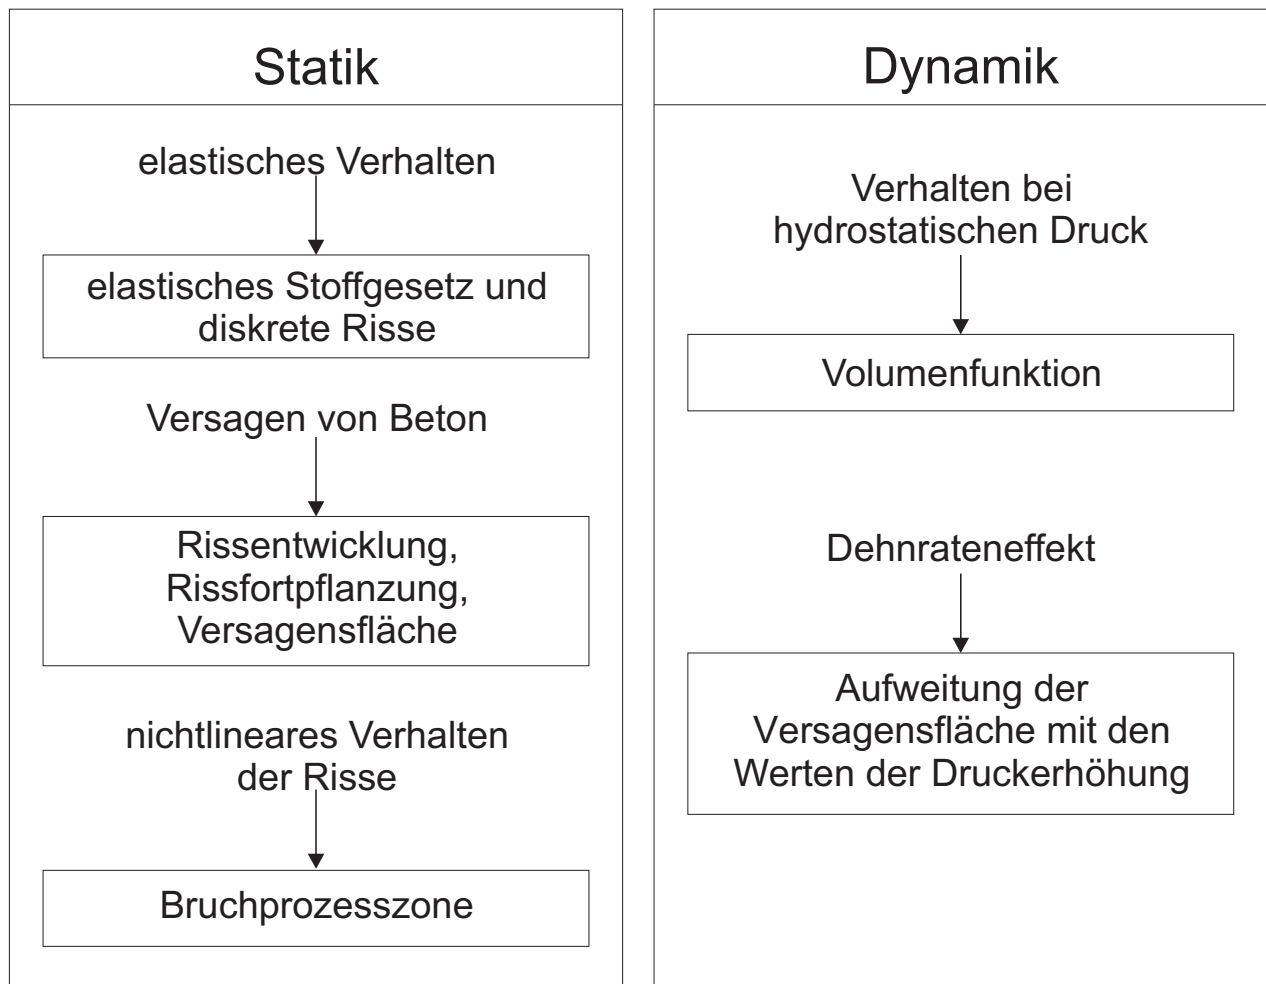 Statik
elastisches Verhalten
elastisches Stoffgesetz und
diskrete Risse
Versagen von Beton
Rissentwicklung,
Rissfortpflanzung,
Versagensfläche
nichtlineares Verhalten
der Risse
Bruchprozesszone
Dynamik
Verhalten bei
hydrostatischen Druck
Volumenfunktion
Dehnrateneffekt
Aufweitung der
Versagensfläche mit den
Werten der Druckerhöhung